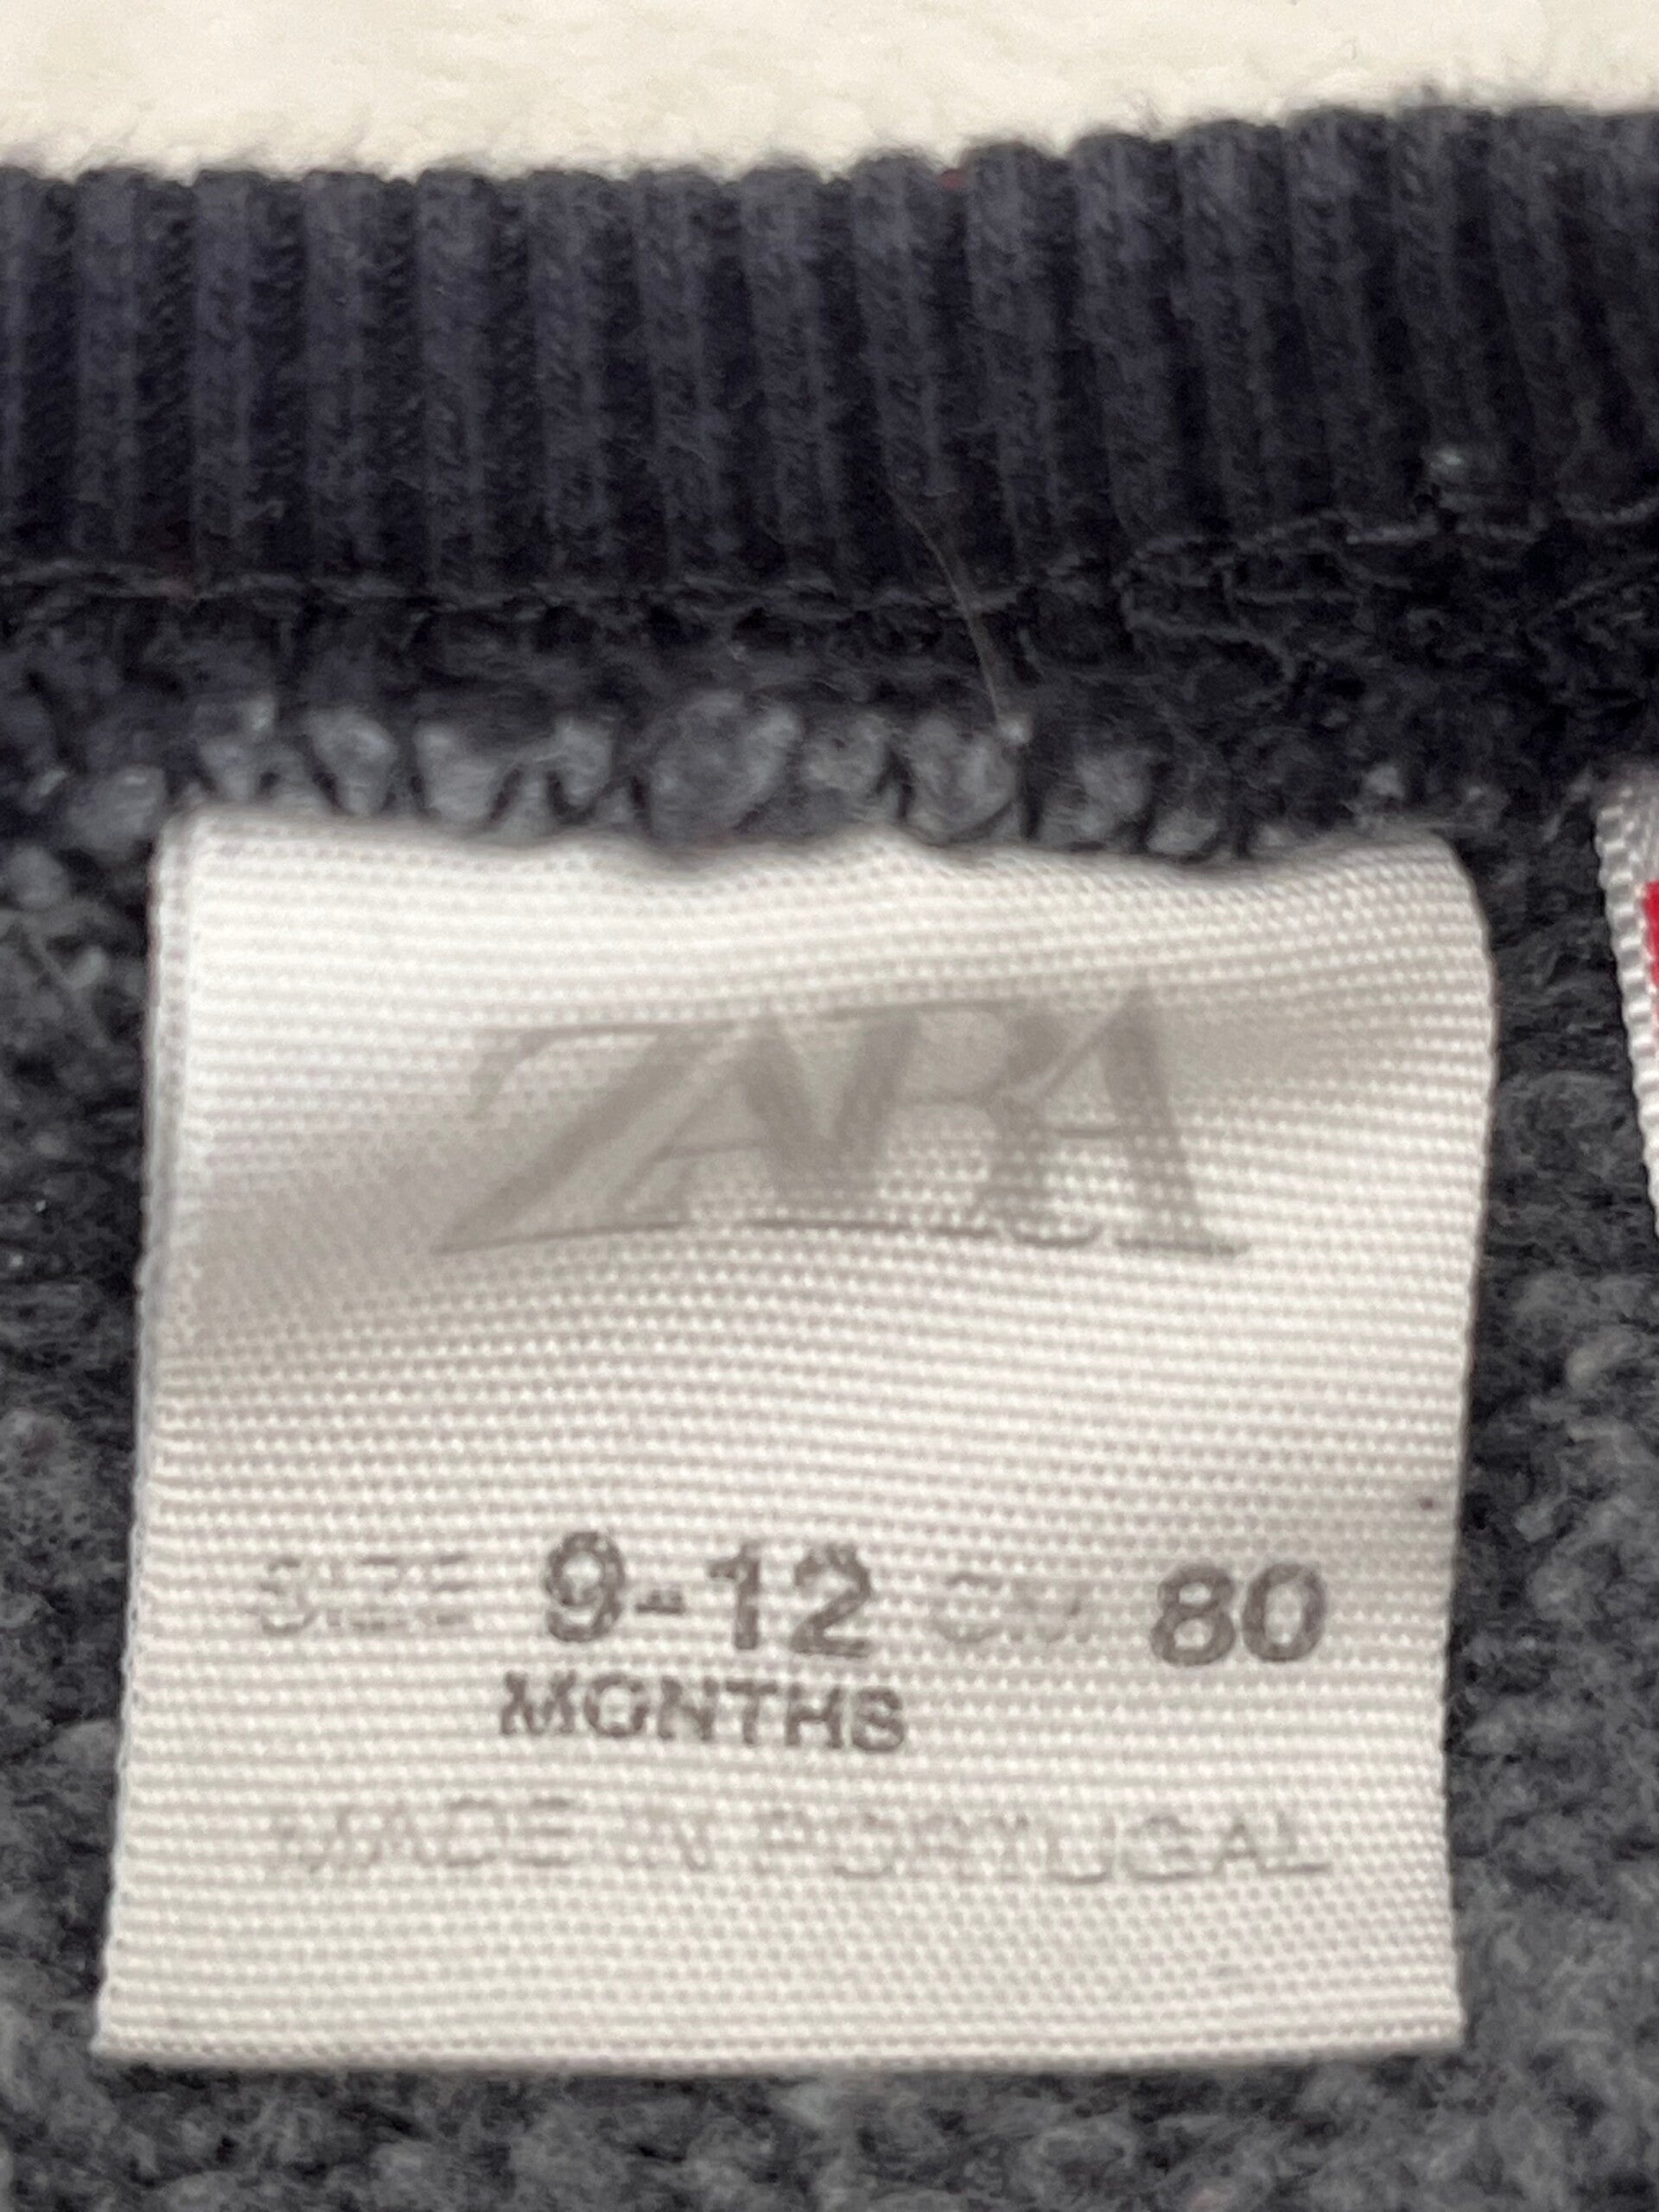 ZARA
SIZE 9-12 CM 80
MONTHS
MADE IN PORTUGAL